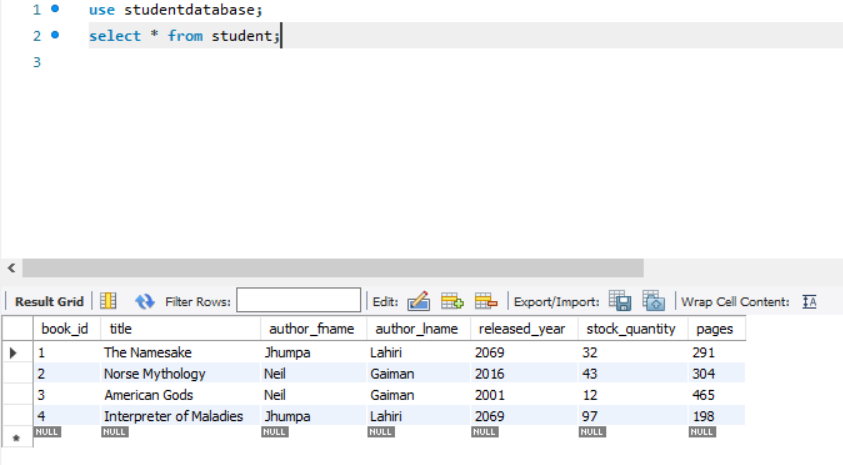 1 use studentdatabase;
2 select * from student;
3
Result Grid Filter Rows: Edit: Export/Import: Wrap Cell Content: IA
book_id title author_fname author_lname released_year stock_quantity pages
1 The Namesake Jhumpa Lahiri 2069 32 291
2 Norse Mythology Neil Gaiman 2016 43 304
3 American Gods Neil Gaiman 2001 12 465
4 Interpreter of Maladies Jhumpa Lahiri 2069 97 198
NULL NULL NULL NULL NULL NULL NULL